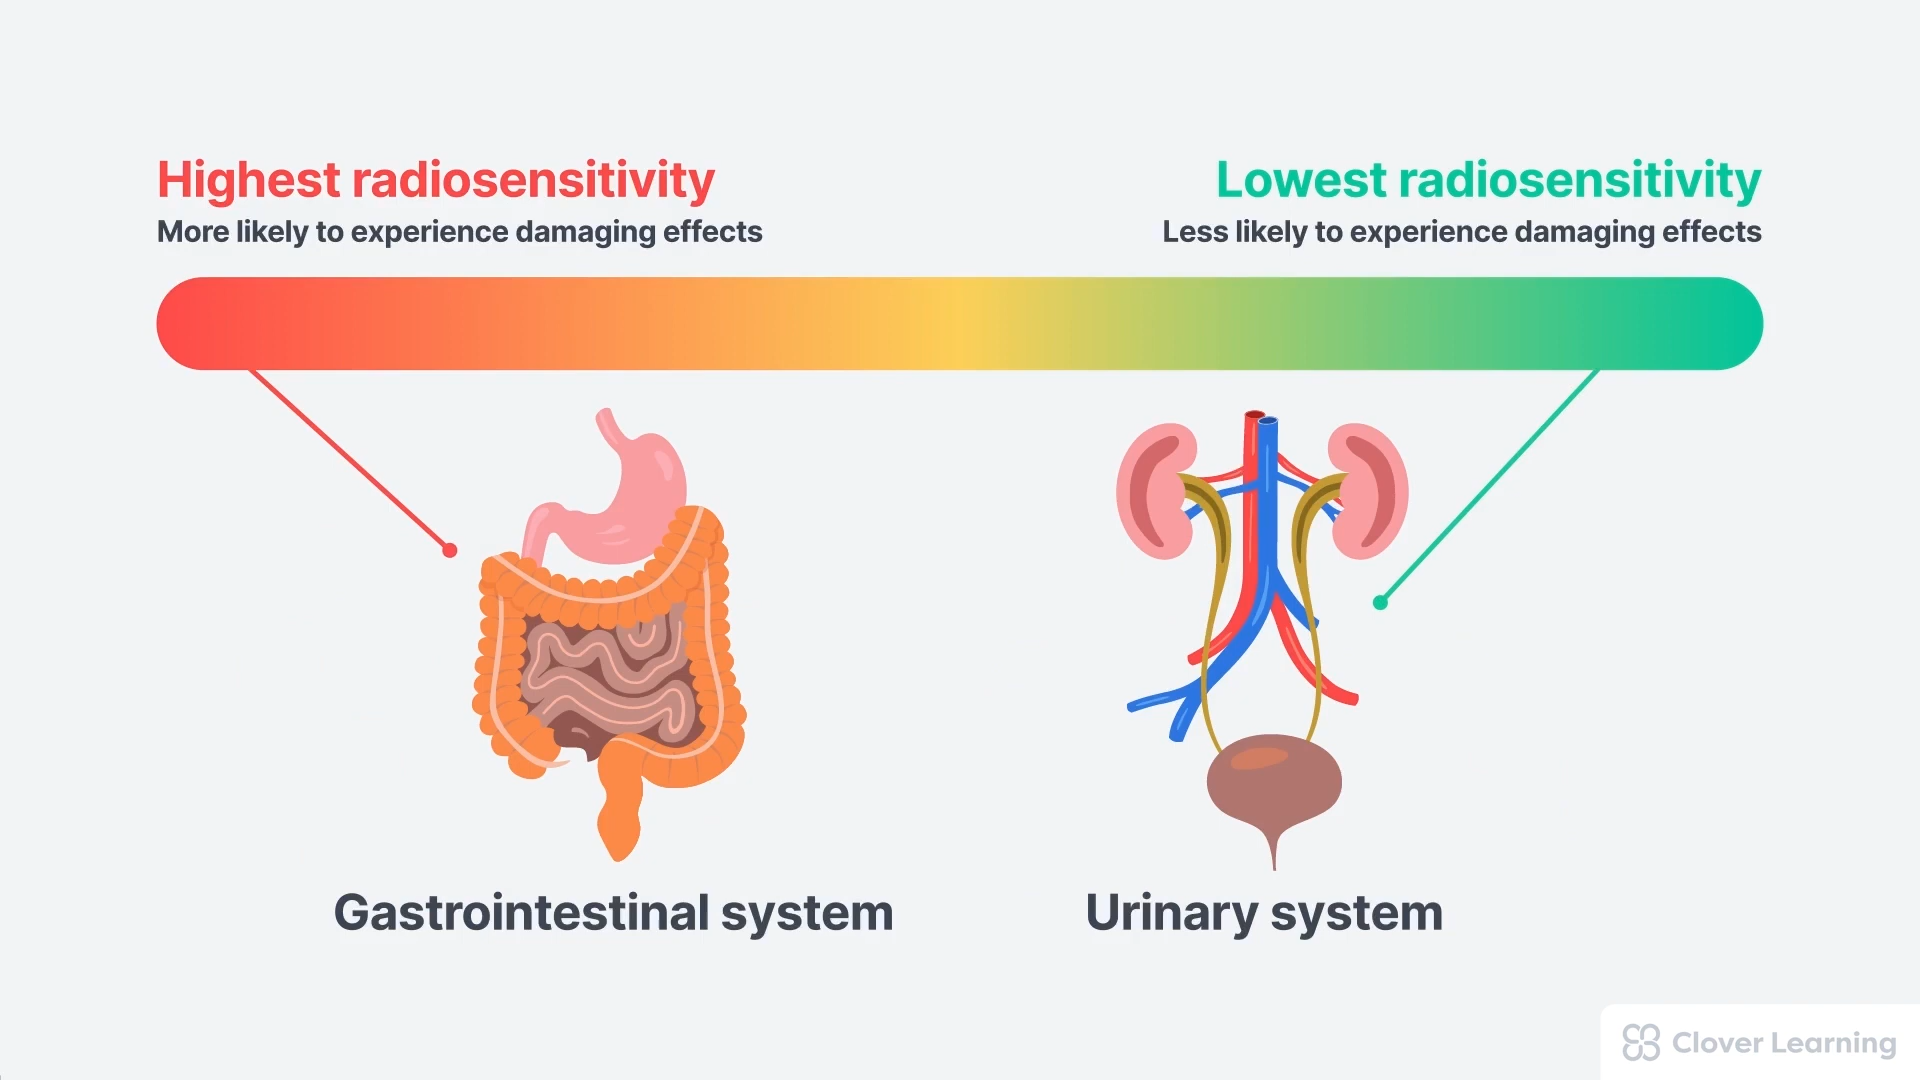 Highest radiosensitivity
More likely to experience damaging effects
Lowest radiosensitivity
Less likely to experience damaging effects
Gastrointestinal system
Urinary system
Clover Learning